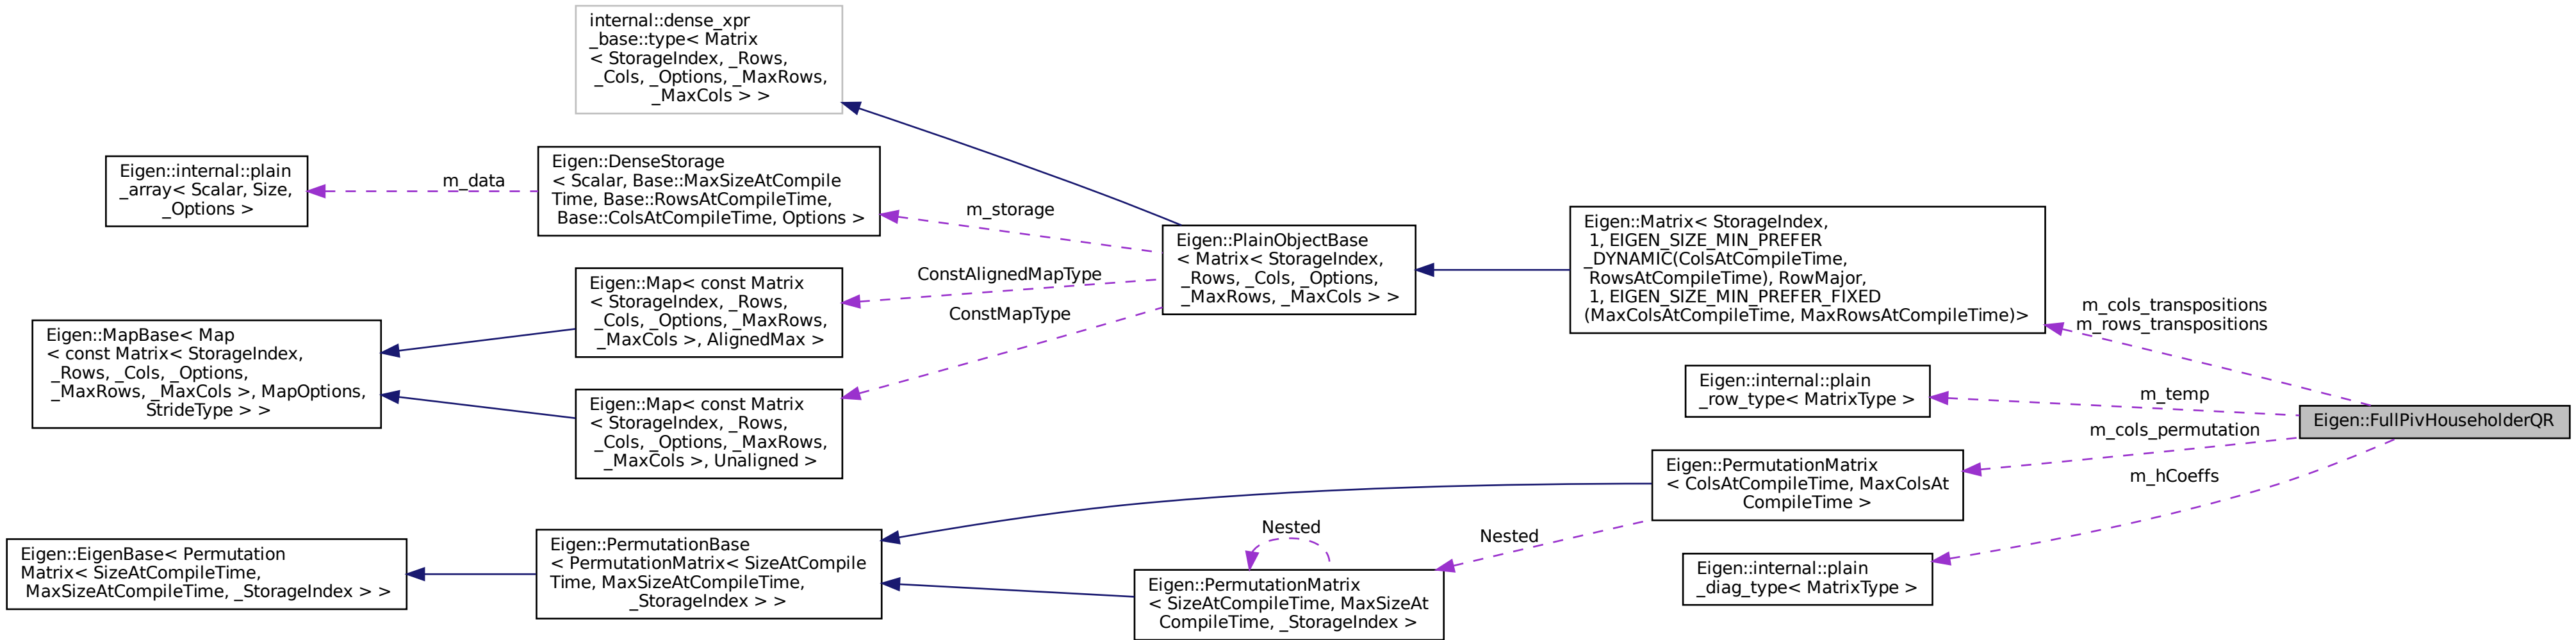 internal::dense_xpr
_base::type< Matrix
< StorageIndex, _Rows,
_Cols, _Options, _MaxRows,
_MaxCols > >
Eigen::internal::plain
_array< Scalar, Size,
_Options >
m_data
Eigen::DenseStorage
< Scalar, Base::MaxSizeAtCompile
Time, Base::RowsAtCompileTime,
Base::ColsAtCompileTime, Options >
m_storage
ConstAlignedMapType
ConstMapType
Eigen::PlainObjectBase
< Matrix< StorageIndex,
_Rows, _Cols, _Options,
_MaxRows, _MaxCols > >
Eigen::Matrix< StorageIndex,
1, EIGEN_SIZE_MIN_PREFER
_DYNAMIC(ColsAtCompileTime,
RowsAtCompileTime), RowMajor,
1, EIGEN_SIZE_MIN_PREFER_FIXED
(MaxColsAtCompileTime, MaxRowsAtCompileTime)>
m_cols_transpositions
m_rows_transpositions
Eigen::Map< const Matrix
< StorageIndex, _Rows,
_Cols, _Options, _MaxRows,
_MaxCols >, AlignedMax >
Eigen::MapBase< Map
< const Matrix< StorageIndex,
_Rows, _Cols, _Options,
_MaxRows, _MaxCols >, MapOptions,
StrideType > >
Eigen::Map< const Matrix
< StorageIndex, _Rows,
_Cols, _Options, _MaxRows,
_MaxCols >, Unaligned >
Eigen::internal::plain
_row_type< MatrixType >
m_temp
Eigen::FullPivHouseholderQR
m_cols_permutation
Eigen::PermutationMatrix
< ColsAtCompileTime, MaxColsAt
CompileTime >
m_hCoeffs
Nested
Nested
Eigen::EigenBase< Permutation
Matrix< SizeAtCompileTime,
MaxSizeAtCompileTime, _StorageIndex > >
Eigen::PermutationBase
< PermutationMatrix< SizeAtCompile
Time, MaxSizeAtCompileTime,
_StorageIndex > >
Eigen::PermutationMatrix
< SizeAtCompileTime, MaxSizeAt
CompileTime, _StorageIndex >
Eigen::internal::plain
_diag_type< MatrixType >